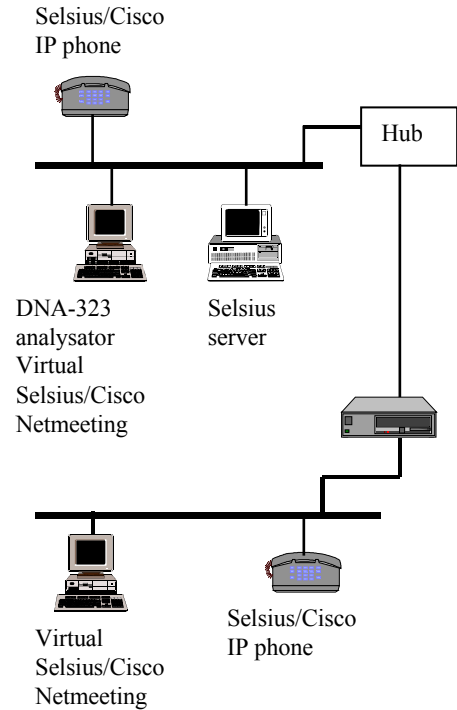 Selsius/Cisco
IP phone
Hub
DNA-323
analysator
Virtual
Selsius/Cisco
Netmeeting
Selsius
server
Virtual
Selsius/Cisco
Netmeeting
Selsius/Cisco
IP phone